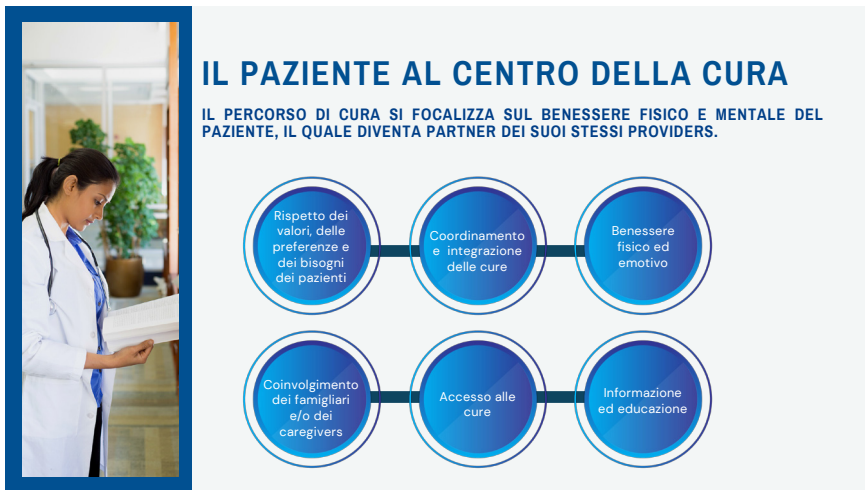 IL PAZIENTE AL CENTRO DELLA CURA
IL PERCORSO DI CURA SI FOCALIZZA SUL BENESSERE FISICO E MENTALE DEL
PAZIENTE, IL QUALE DIVENTA PARTNER DEI SUOI STESSI PROVIDERS.
Rispetto dei
valori, delle
preferenze e
dei bisogni
dei pazienti
Coordinamento
e integrazione
delle cure
Benessere
fisico ed
emotivo
Coinvolgimento
dei famigliari
e/o dei
caregivers
Accesso alle
cure
Informazione
ed educazione